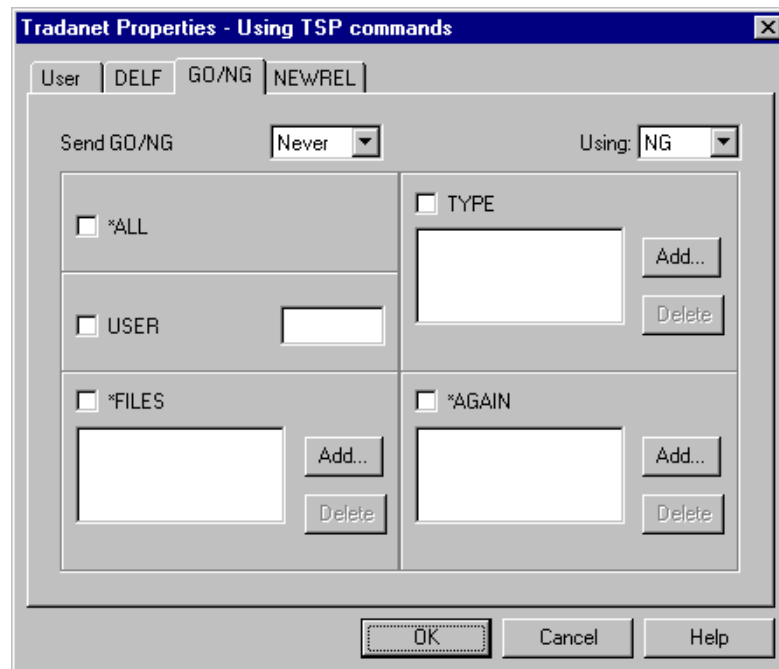 Tradanet Properties - Using TSP commands
User DELF GO/NG NEWREL
Send GO/NG Never Using: NG
*ALL
TYPE
Add...
Delete
USER
*FILES
Add...
Delete
*AGAIN
Add...
Delete
OK Cancel Help